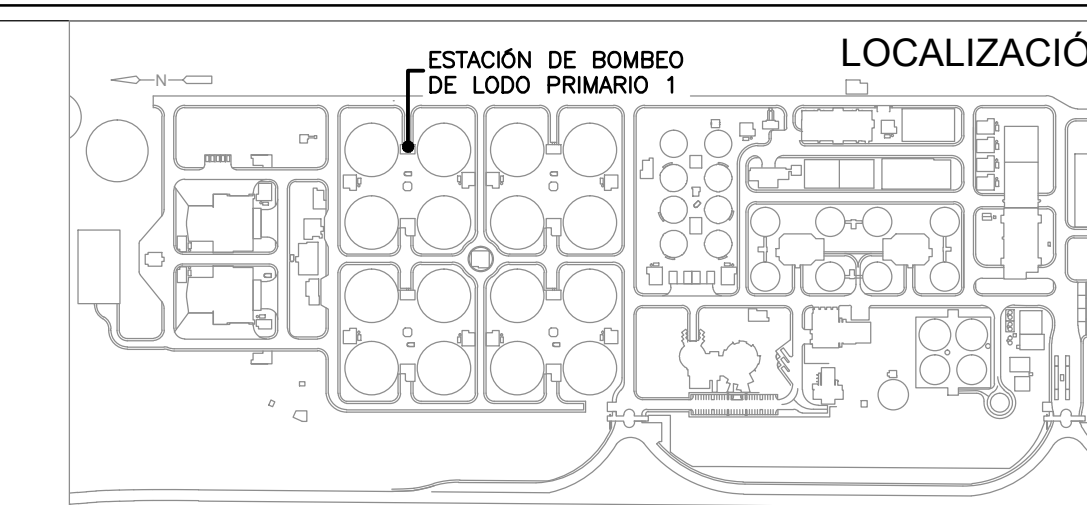 LOCALIZACIÓ
ESTACIÓN DE BOMBEO
DE LODO PRIMARIO 1
N